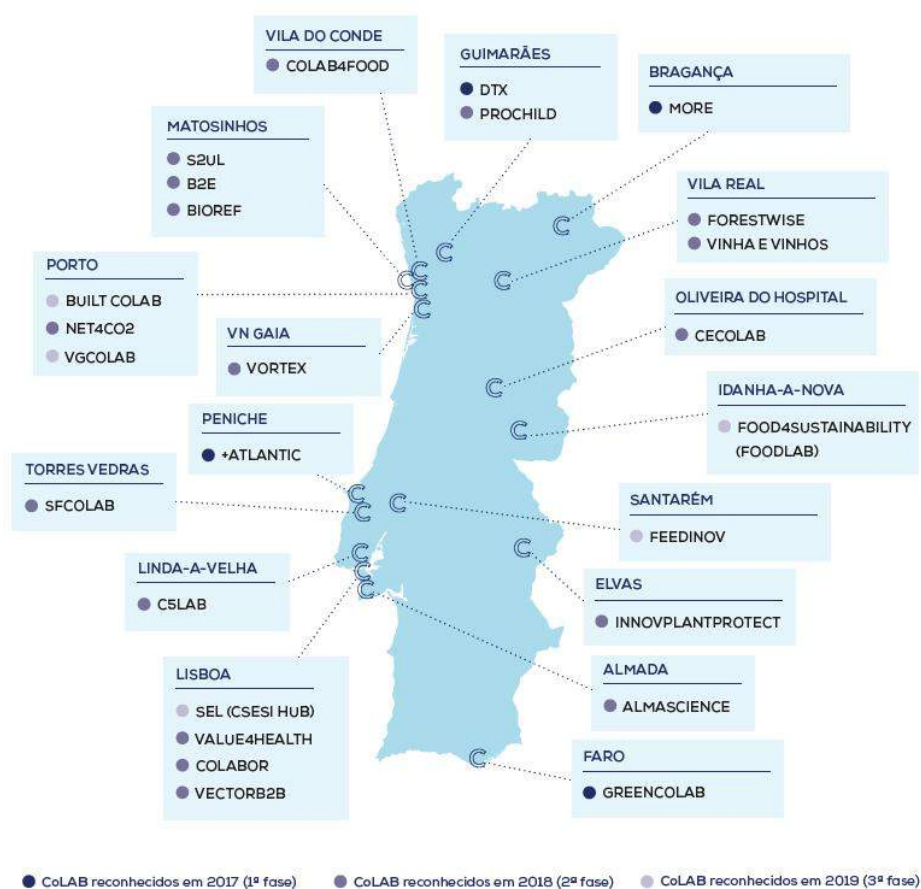 VILA DO CONDE
COLAB4FOOD
GUIMARÃES
DTX
PROCHILD
BRAGANÇA
MORE
MATOSINHOS
S2UL
B2E
BIOREF
VILA REAL
FORESTWISE
VINHA E VINHOS
PORTO
BUILT COLAB
NET4CO2
VGCOLAB
OLIVEIRA DO HOSPITAL
CECOLAB
VN GAIA
VORTEX
IDANHA-A-NOVA
FOOD4SUSTAINABILITY
(FOODLAB)
PENICHE
+ATLANTIC
TORRES VEDRAS
SFCOLAB
SANTARÉM
FEEDINOV
LINDA-A-VELHA
C5LAB
ELVAS
INNOVPLANTPROTECT
LISBOA
SEL (CSESI HUB)
VALUE4HEALTH
COLABOR
VECTORB2B
ALMADA
ALMASCIENCE
FARO
GREENCOLAB
CoLAB reconhecidos em 2017 (1ª fase)
CoLAB reconhecidos em 2018 (2ª fase)
CoLAB reconhecidos em 2019 (3ª fase)